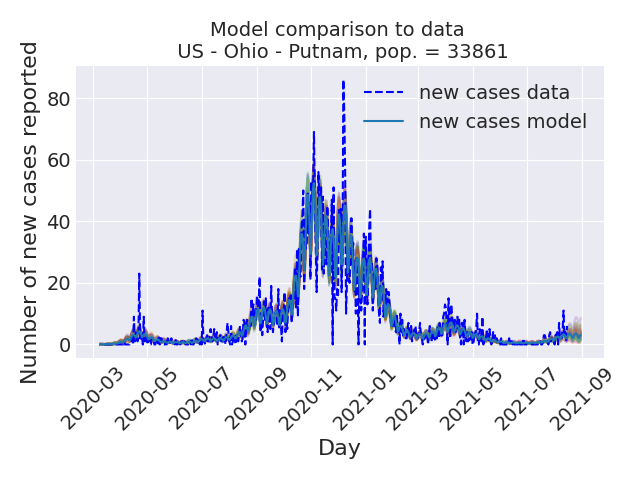 Model comparison to data
US - Ohio - Putnam, pop. = 33861
Number of new cases reported
80
60
40
20
0
new cases data
new cases model
2020-03
2020-05
2020-07
2020-09
2020-11
2021-01
2021-03
2021-05
2021-07
2021-09
Day